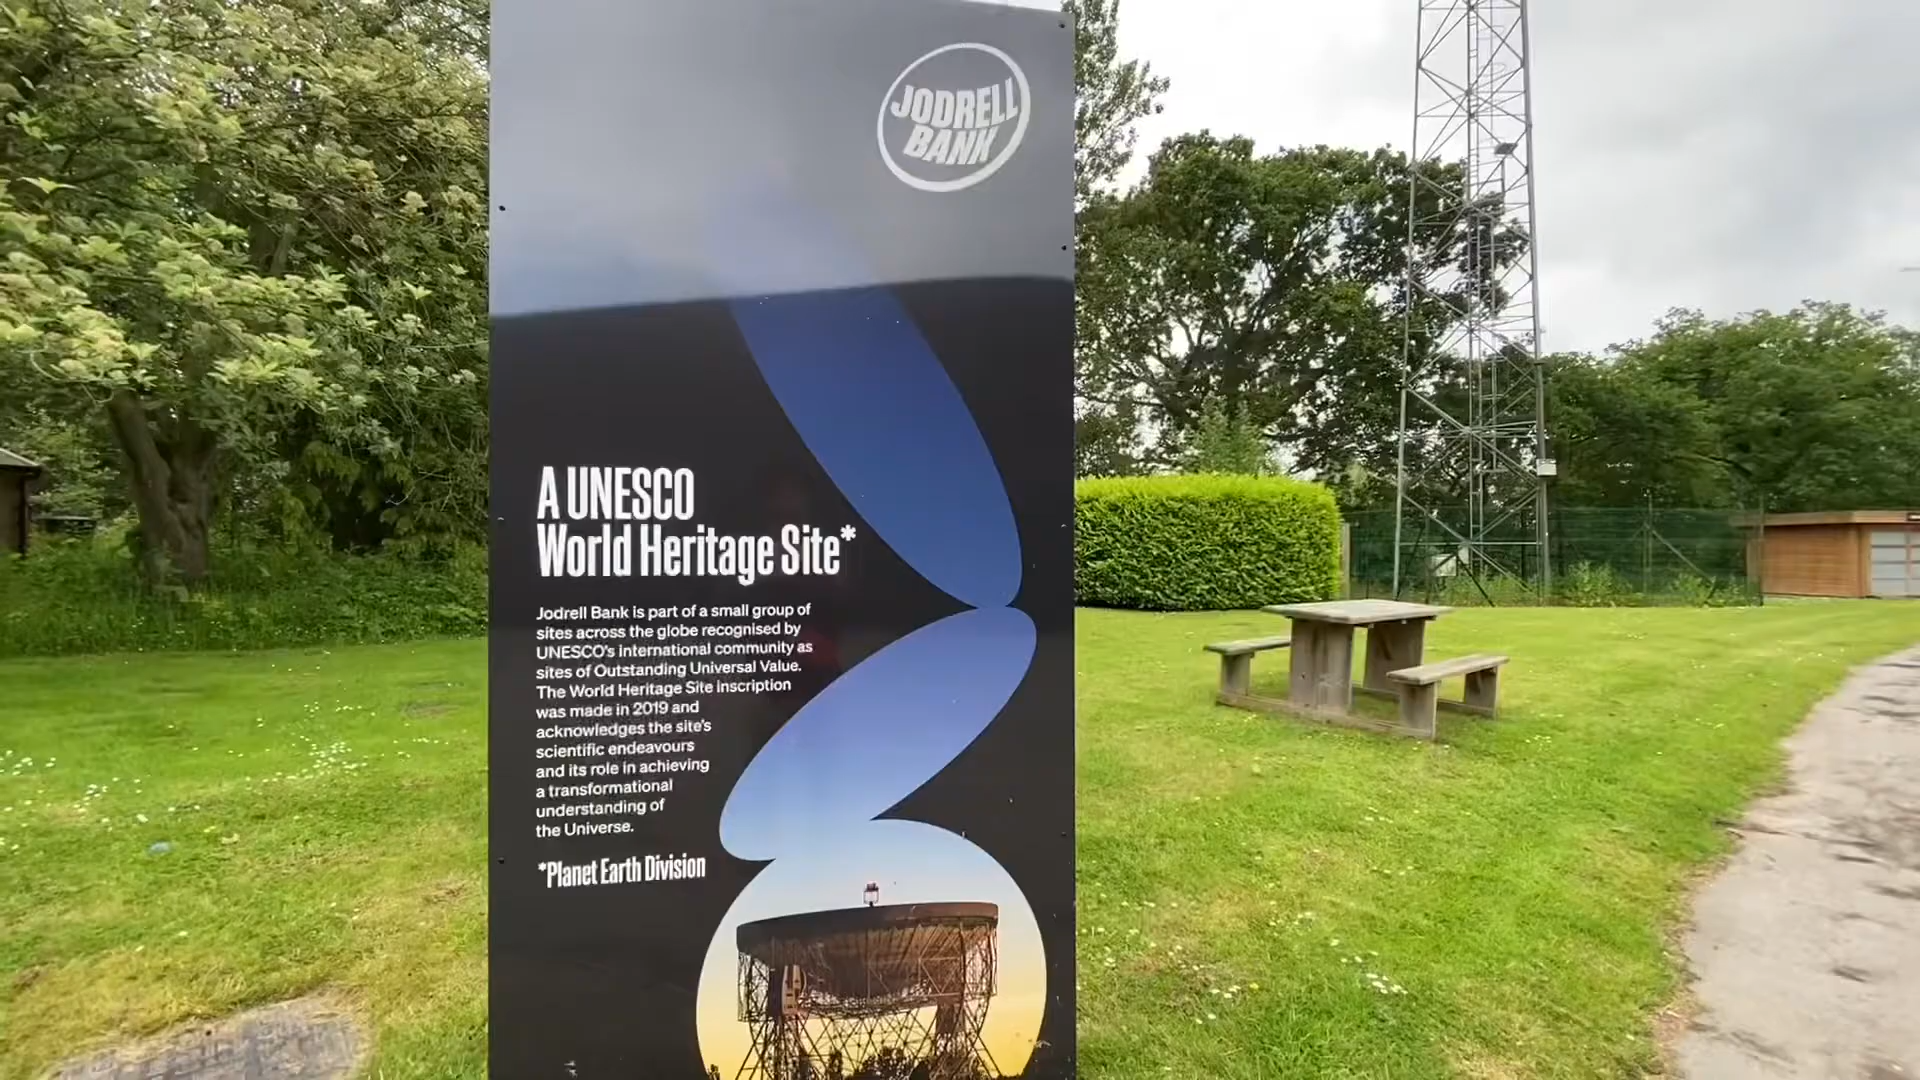 JODRELL
BANK
A UNESCO
World Heritage Site*
Jodrell Bank is part of a small group of
sites across the globe recognised by
UNESCO's international community as
sites of Outstanding Universal Value.
The World Heritage Site inscription
was made in 2019 and
acknowledges the site's
scientific endeavours
and its role in achieving
a transformational
understanding of
the Universe.
*Planet Earth Division